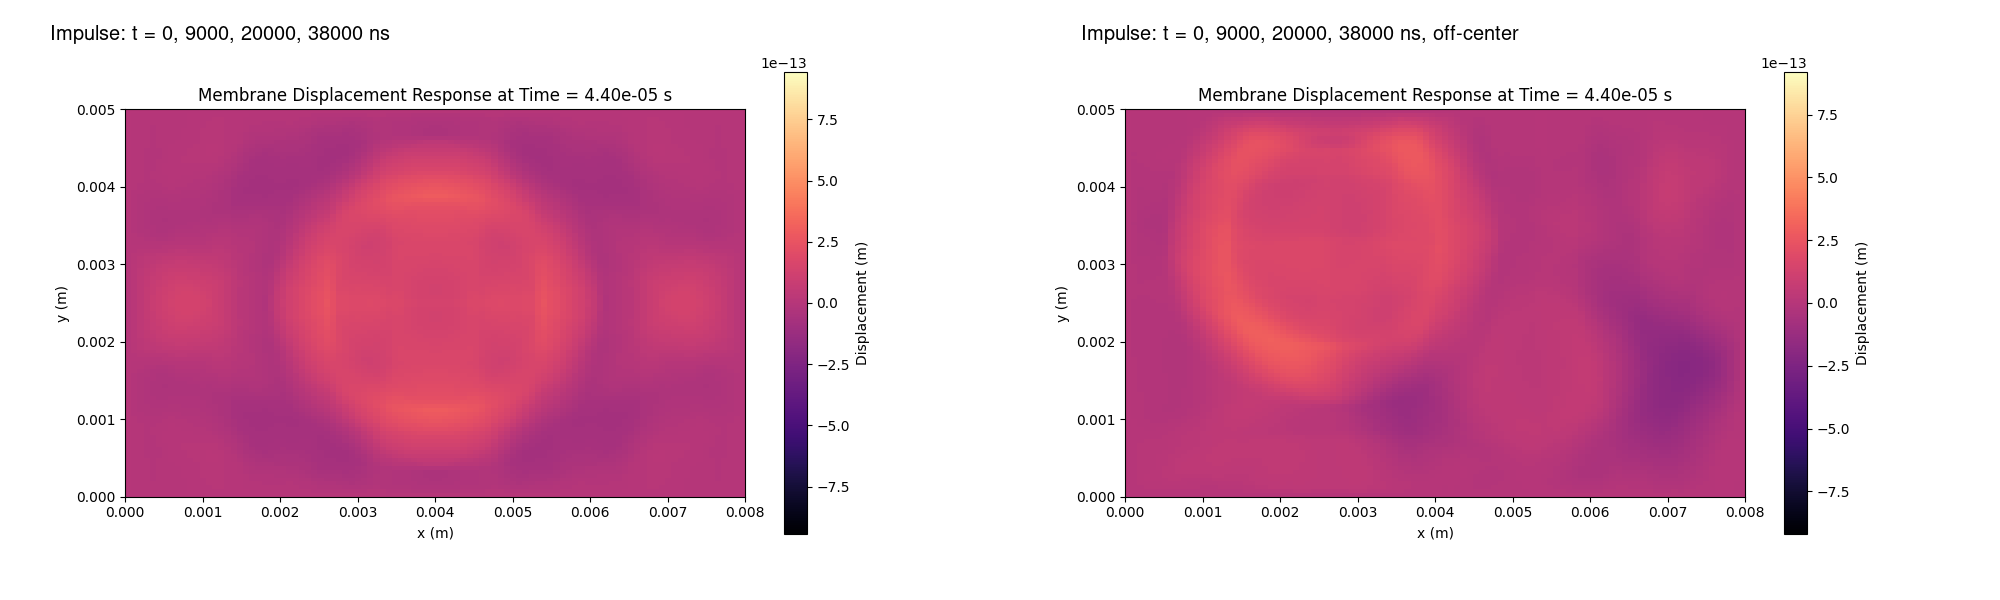 Impulse: t = 0, 9000, 20000, 38000 ns
1e−13
Membrane Displacement Response at Time = 4.40e-05 s
0.005
0.004
0.003
0.002
0.001
0.000
y (m)
0.000 0.001 0.002 0.003 0.004 0.005 0.006 0.007 0.008
x (m)
7.5
5.0
2.5
0.0
−2.5
−5.0
−7.5
Displacement (m)
Impulse: t = 0, 9000, 20000, 38000 ns, off-center
1e−13
Membrane Displacement Response at Time = 4.40e-05 s
0.005
0.004
0.003
0.002
0.001
0.000
y (m)
0.000 0.001 0.002 0.003 0.004 0.005 0.006 0.007 0.008
x (m)
7.5
5.0
2.5
0.0
−2.5
−5.0
−7.5
Displacement (m)